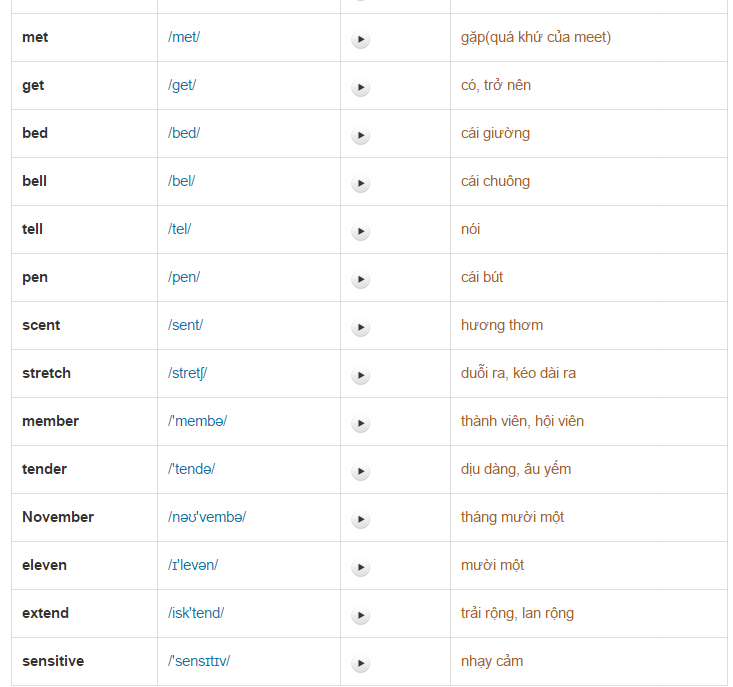 met /met/ gặp(quá khứ của meet)
get /get/ có, trở nên
bed /bed/ cái giường
bell /bel/ cái chuông
tell /tel/ nói
pen /pen/ cái bút
scent /sent/ hương thơm
stretch /stretʃ/ duỗi ra, kéo dài ra
member /'membə/ thành viên, hội viên
tender /'tendə/ dịu dàng, âu yếm
November /nəʊ'vembə/ tháng mười một
eleven /ɪ'levən/ mười một
extend /isk'tend/ trải rộng, lan rộng
sensitive /'sensɪtɪv/ nhạy cảm